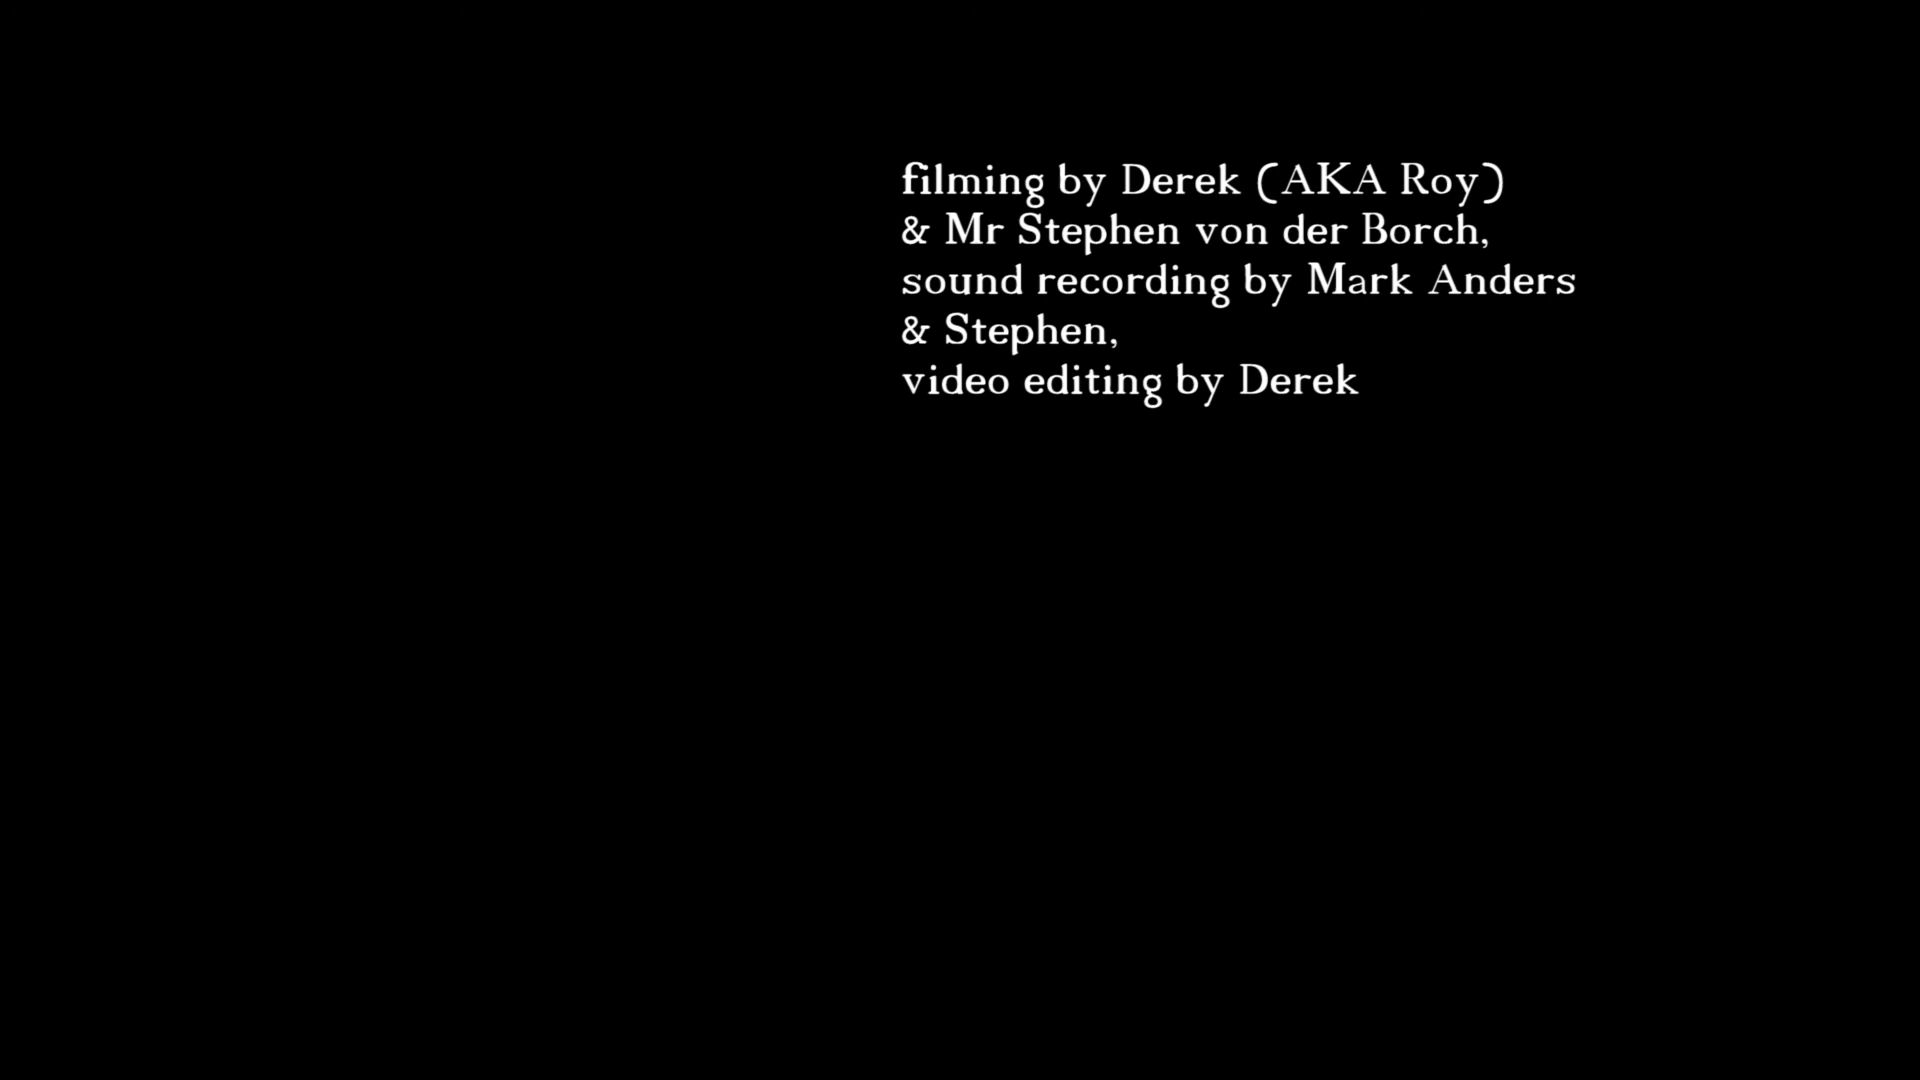 filming by Derek (AKA Roy)
& Mr Stephen von der Borch,
sound recording by Mark Anders
& Stephen,
video editing by Derek